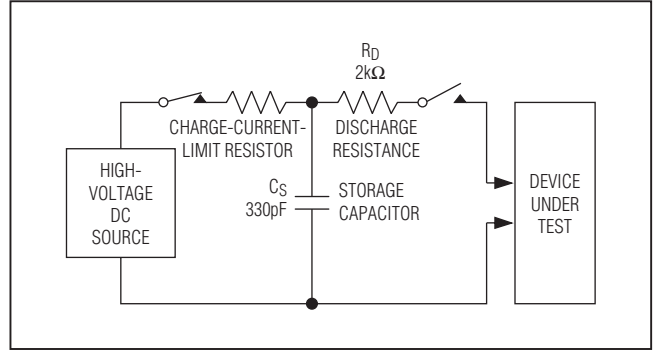 R_D
2kΩ
CHARGE-CURRENT-
LIMIT RESISTOR
DISCHARGE
RESISTANCE
HIGH-
VOLTAGE
DC
SOURCE
C_S
330pF
STORAGE
CAPACITOR
DEVICE
UNDER
TEST